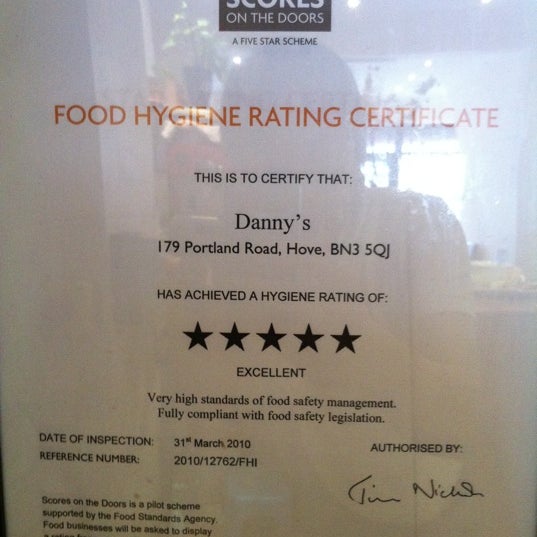 SCORES
ON THE DOORS
A FIVE STAR SCHEME
FOOD HYGIENE RATING CERTIFICATE
THIS IS TO CERTIFY THAT:
Danny's
179 Portland Road, Hove, BN3 5QJ
HAS ACHIEVED A HYGIENE RATING OF:
EXCELLENT
Very high standards of food safety management.
Fully compliant with food safety legislation.
DATE OF INSPECTION: 31st March 2010
REFERENCE NUMBER: 2010/12762/FHI
AUTHORISED BY:
Tim
Scores on the Doors is a pilot scheme
supported by the Food Standards Agency.
Food businesses will be asked to display